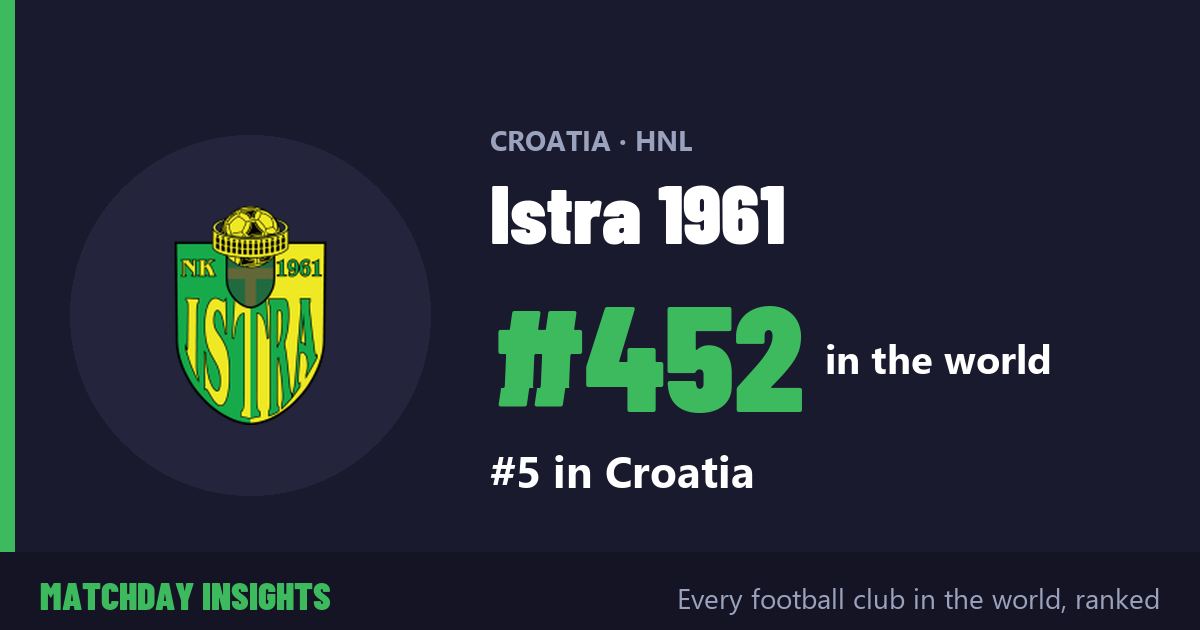 CROATIA · HNL
Istra 1961
NK 1961
ISTRA
#452 in the world
#5 in Croatia
MATCHDAY INSIGHTS
Every football club in the world, ranked